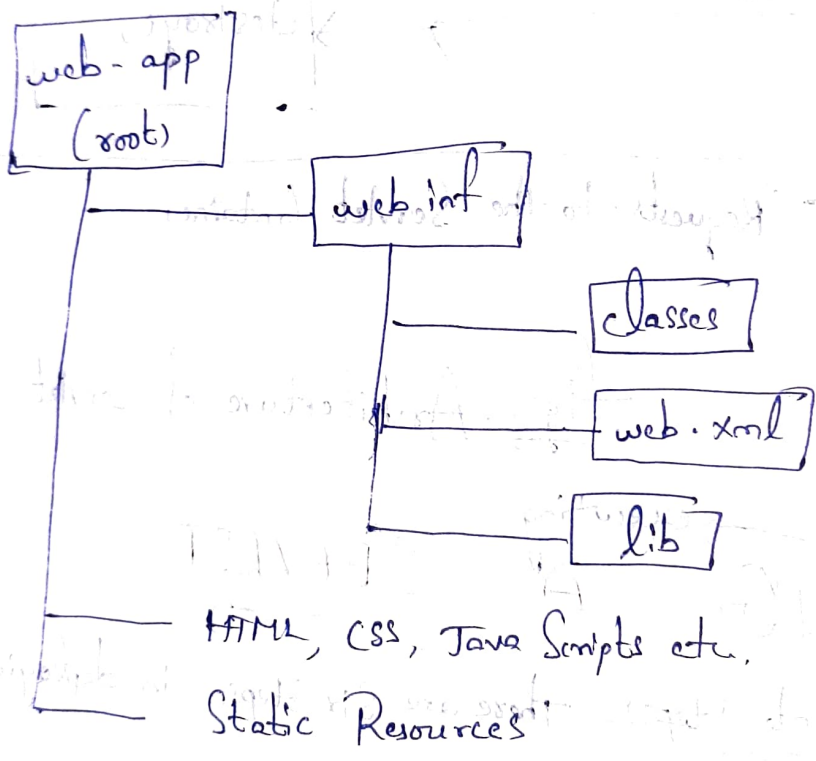 web-app
(root)
web.inf
classes
web.xml
lib
HTML, CSS, Java Scripts etc.
Static Resources